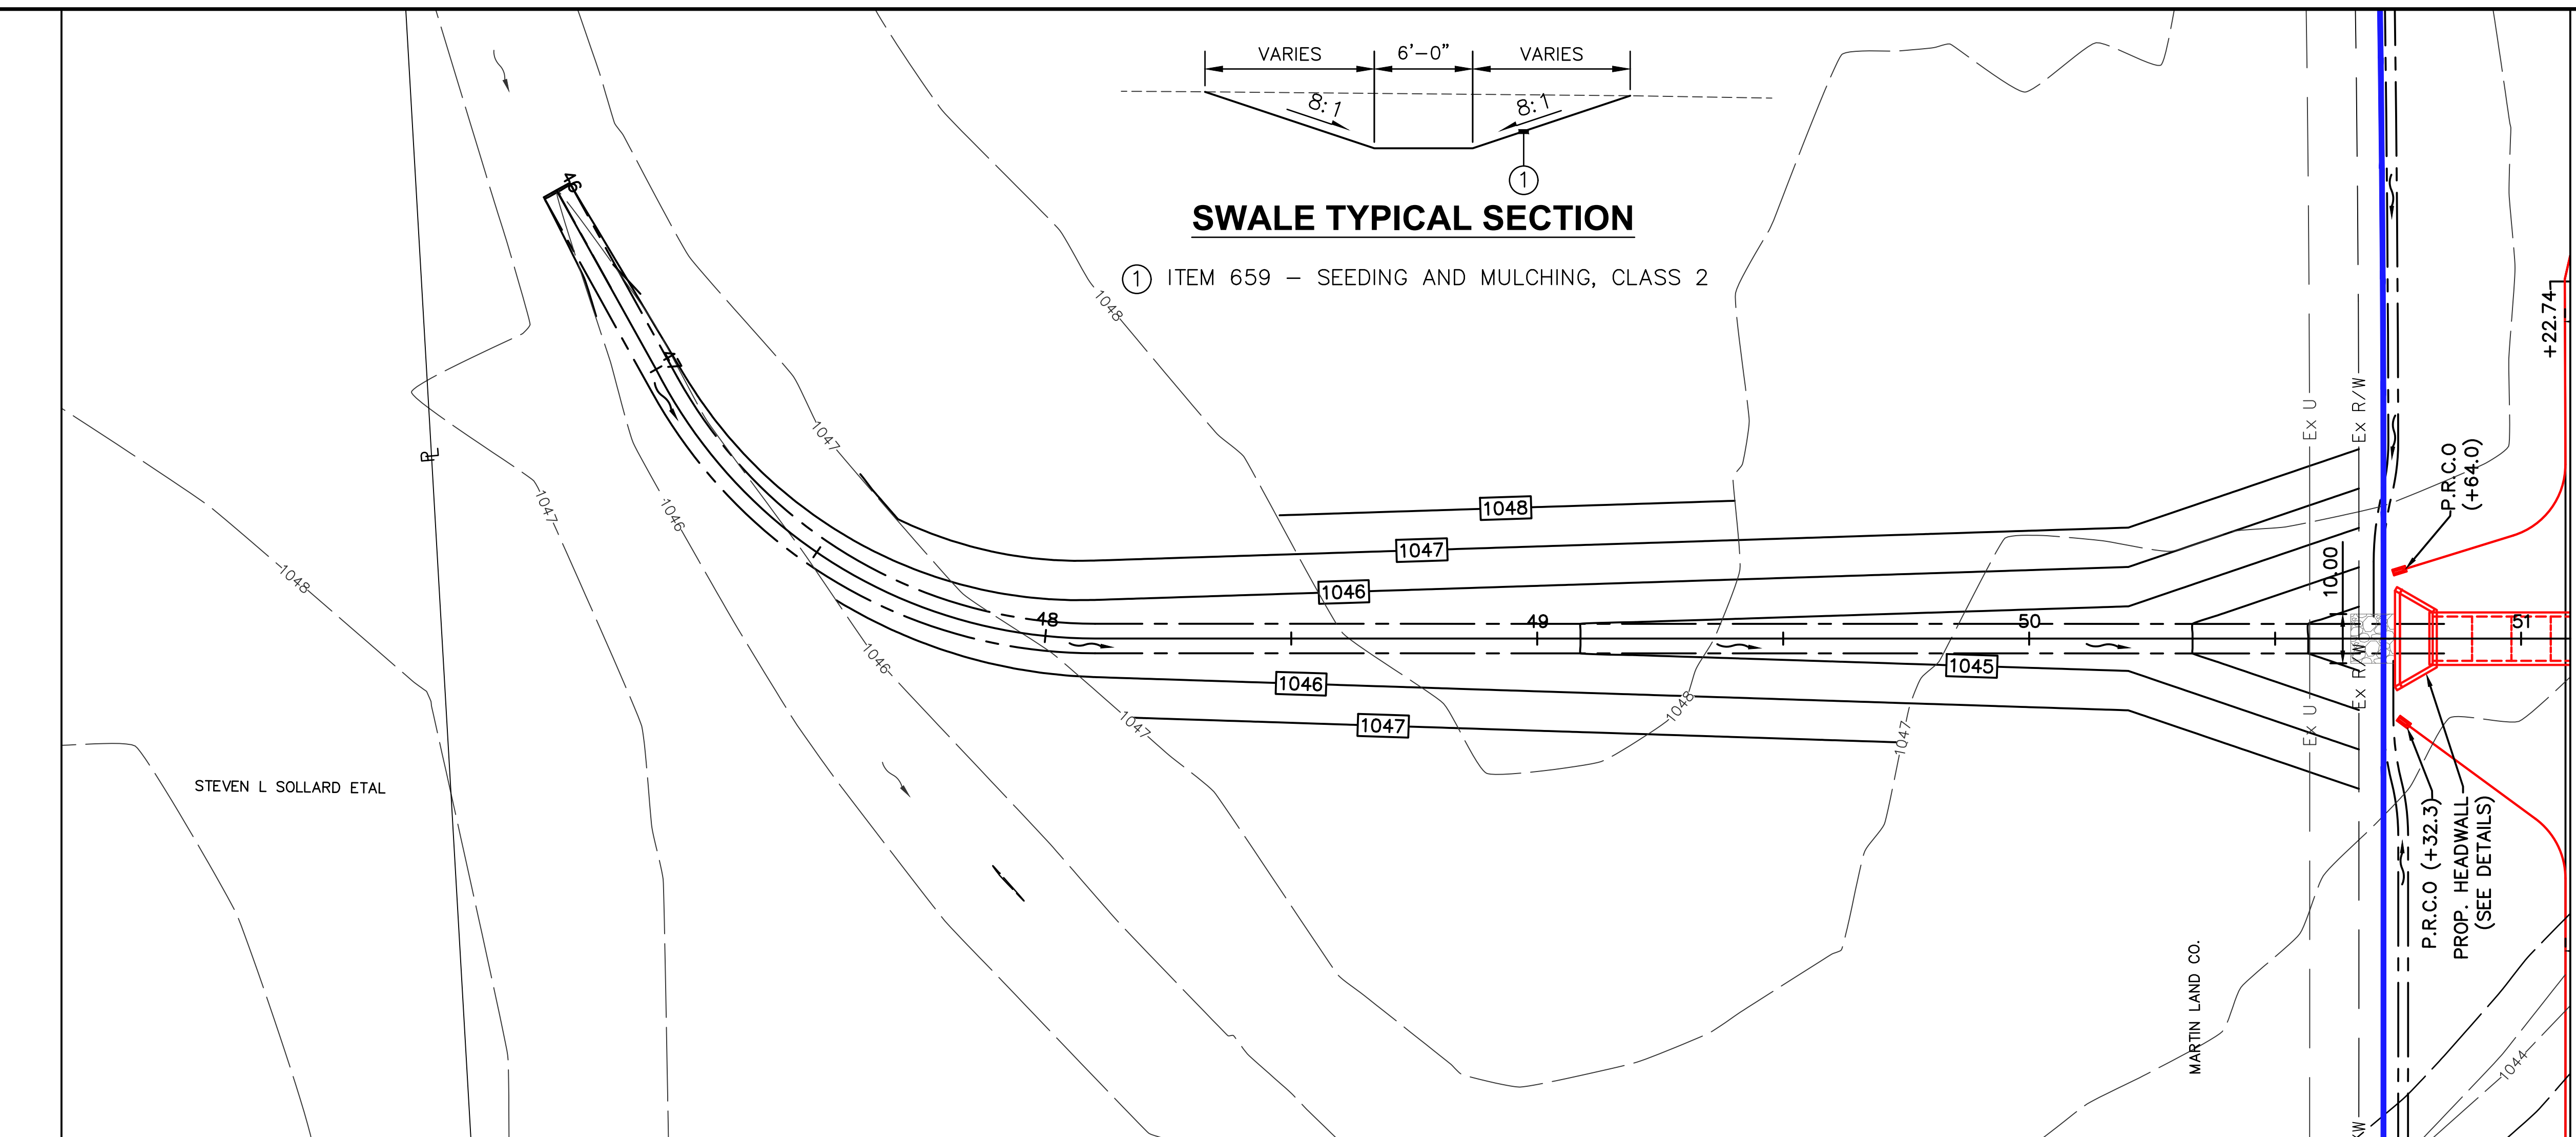 VARIES 6'-0" VARIES
8:1 8:1
1
SWALE TYPICAL SECTION
1 ITEM 659 - SEEDING AND MULCHING, CLASS 2
46
47
48
49
50
51
1048
1047
1048
1047
1046
1046
1047
1048
1047
1044
1048
1047
1046
1046
1045
1047
PL
STEVEN L SOLLARD ETAL
MARTIN LAND CO.
Ex U
Ex R/W
Ex U
Ex R/W
10.00
+22.74
P.R.C.O
(+64.0)
P.R.C.O (+32.3)
PROP. HEADWALL
(SEE DETAILS)